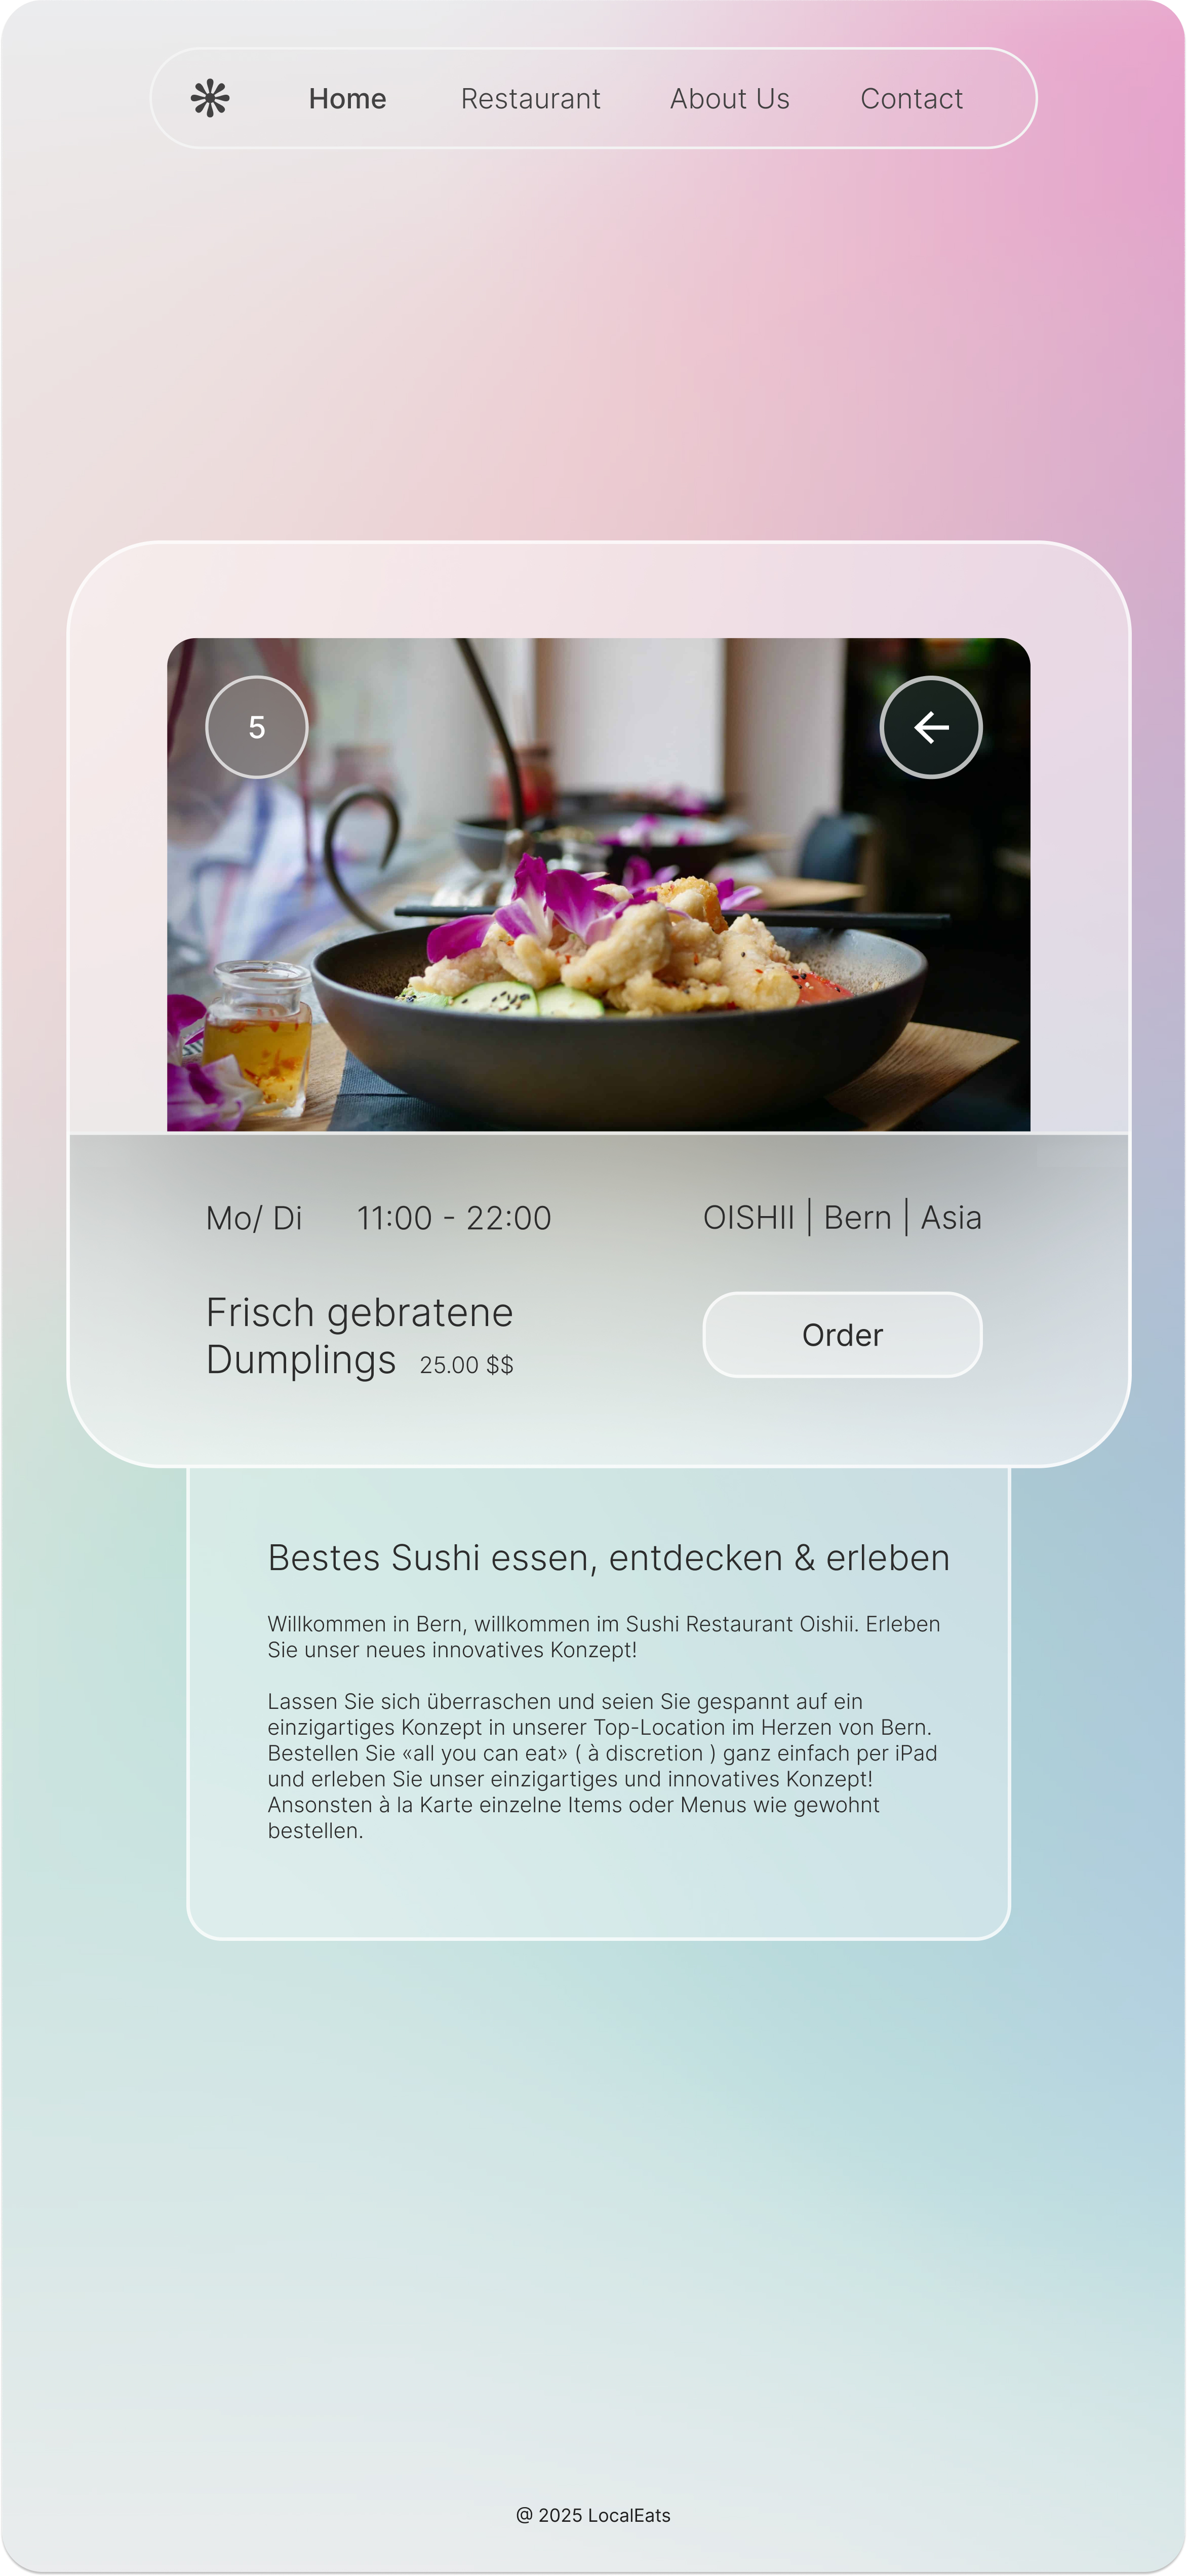 Home Restaurant About Us Contact
5
Mo/ Di 11:00 - 22:00 OISHII | Bern | Asia
Frisch gebratene
Dumplings 25.00 $$
Order
Bestes Sushi essen, entdecken & erleben
Willkommen in Bern, willkommen im Sushi Restaurant Oishii. Erleben
Sie unser neues innovatives Konzept!
Lassen Sie sich überraschen und seien Sie gespannt auf ein
einzigartiges Konzept in unserer Top-Location im Herzen von Bern.
Bestellen Sie «all you can eat» ( à discretion ) ganz einfach per iPad
und erleben Sie unser einzigartiges und innovatives Konzept!
Ansonsten à la Karte einzelne Items oder Menus wie gewohnt
bestellen.
@ 2025 LocalEats